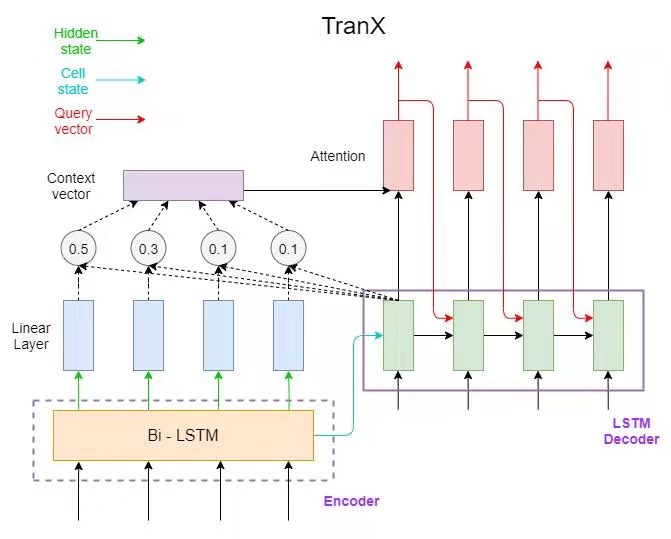 TranX
Hidden
state
Cell
state
Query
vector
Attention
Context
vector
0.5
0.3
0.1
0.1
Linear
Layer
Bi - LSTM
LSTM
Decoder
Encoder